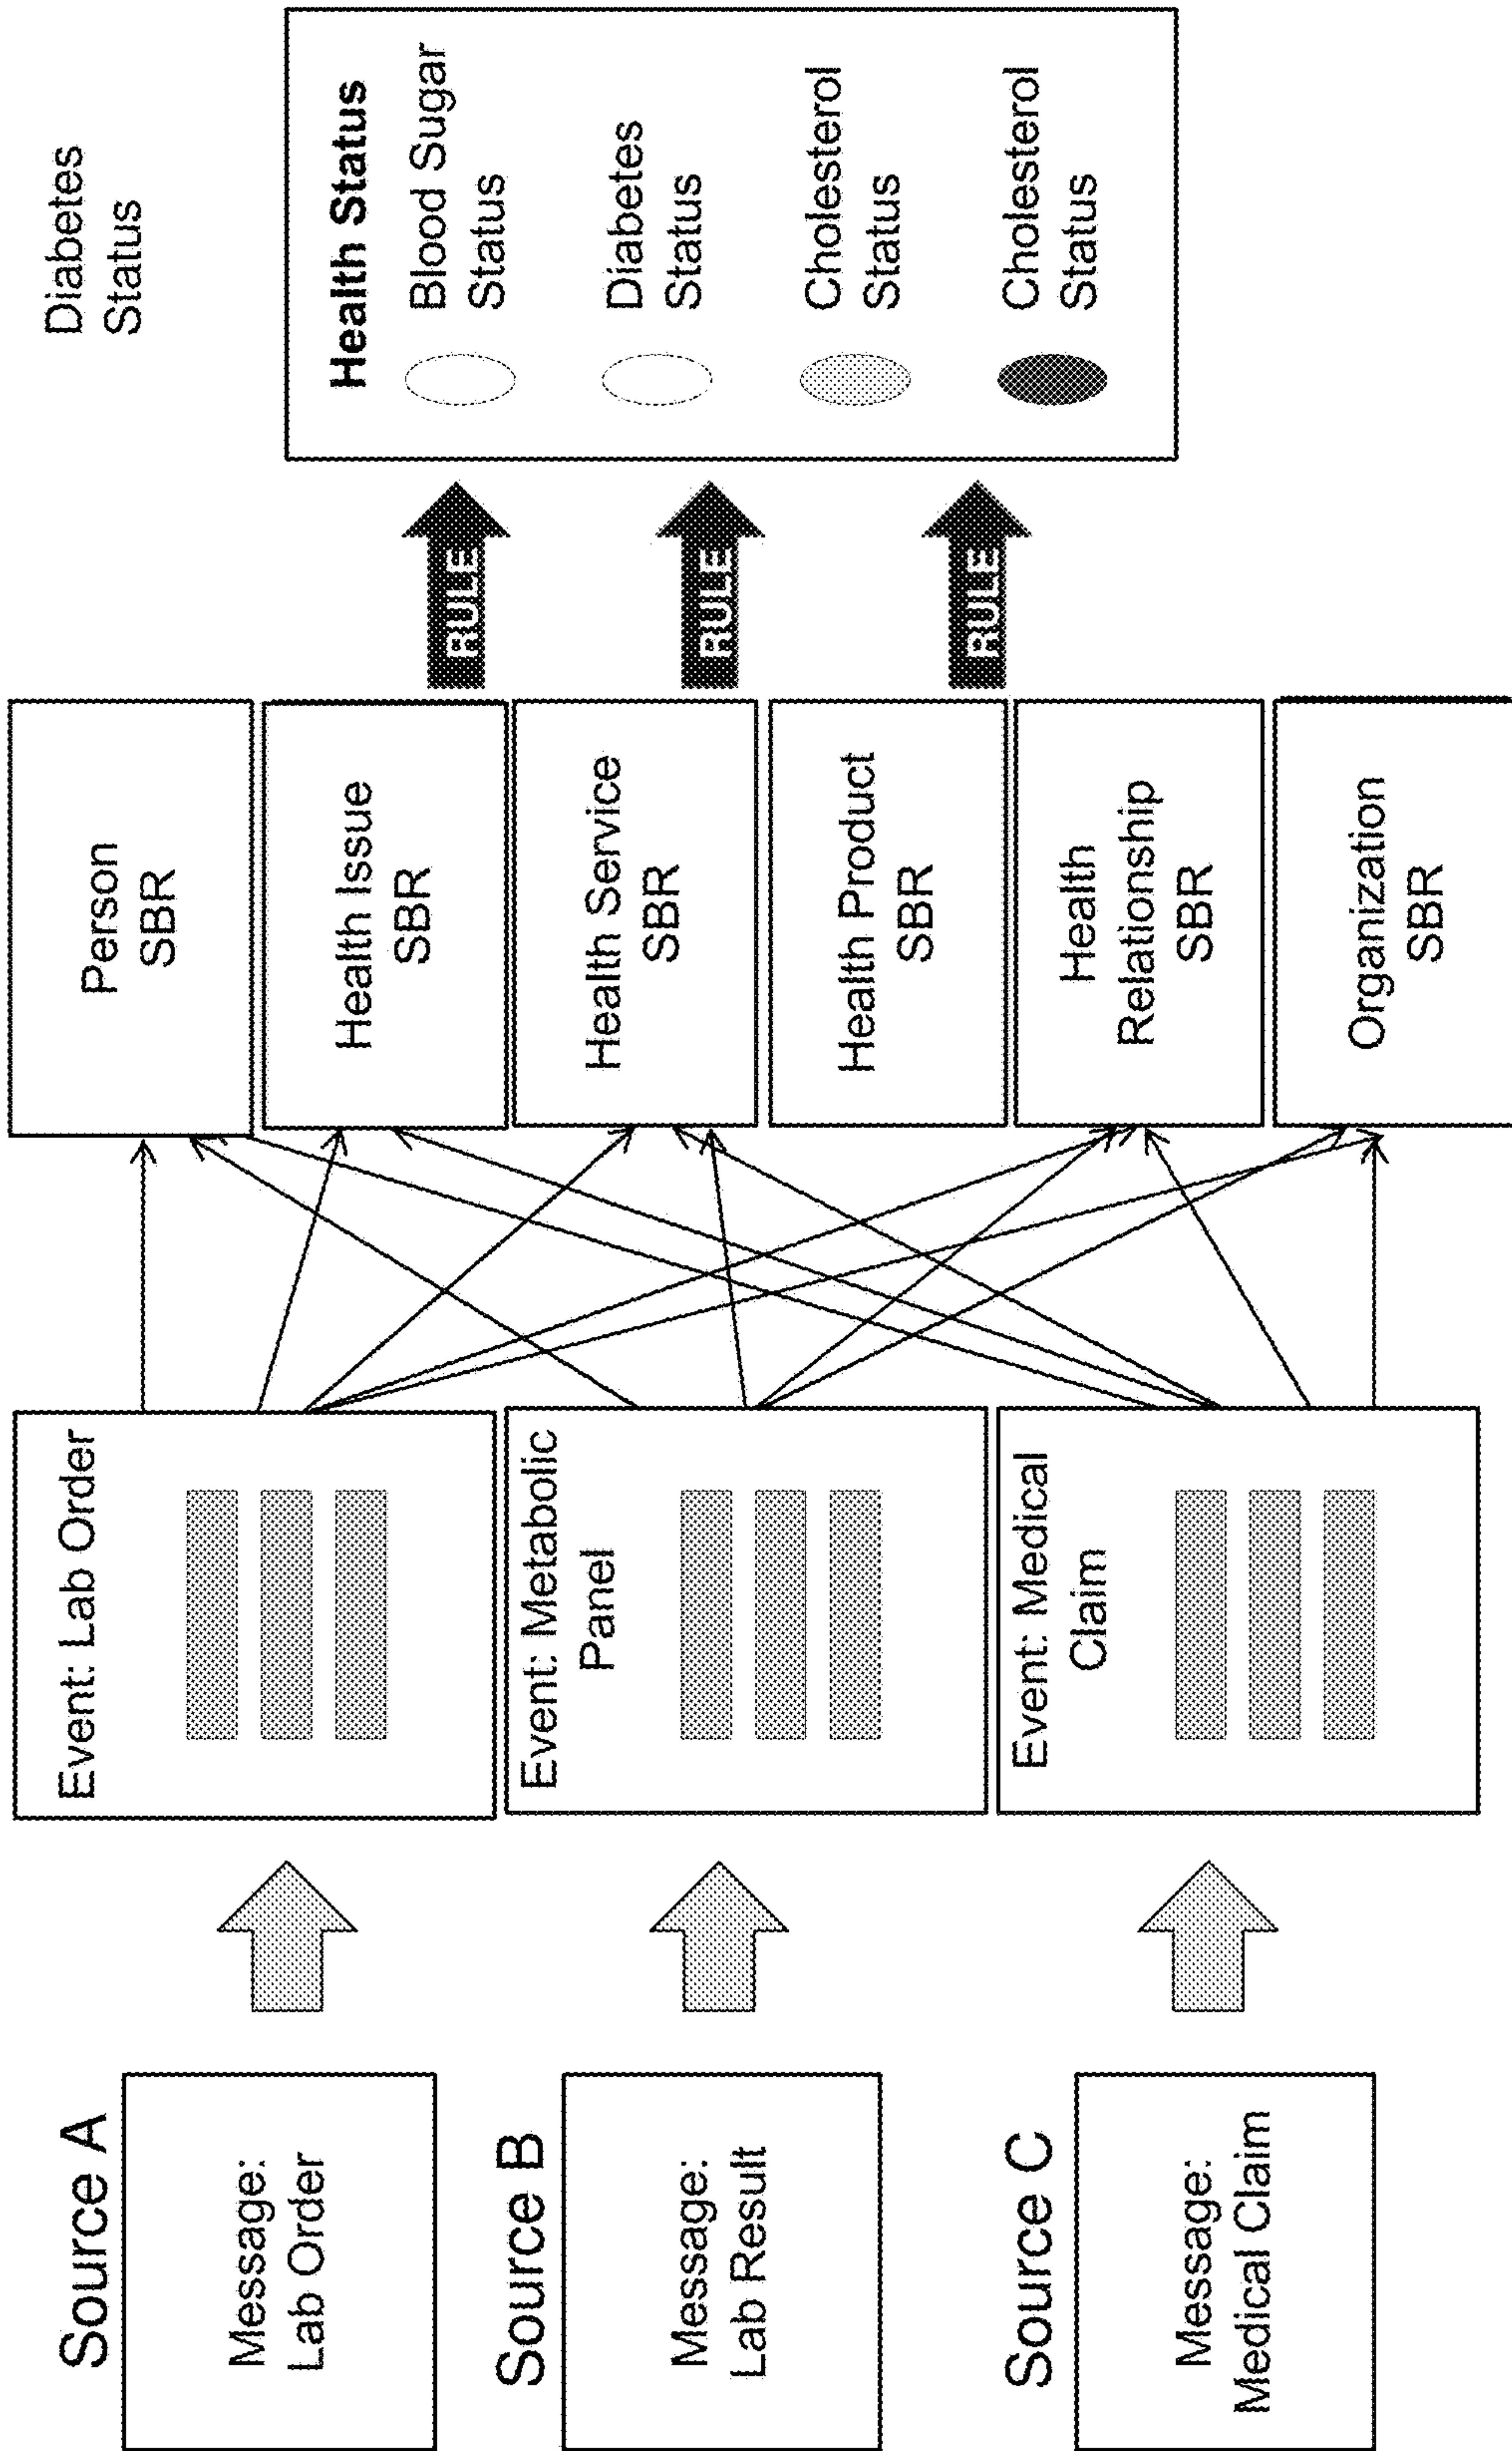 Source A
Message:
Lab Order
Source B
Message:
Lab Result
Source C
Message:
Medical Claim
Event: Lab Order
Event: Metabolic
Panel
Event: Medical
Claim
Person
SBR
Health Issue
SBR
Health Service
SBR
Health Product
SBR
Health
Relationship
SBR
Organization
SBR
RULE
RULE
RULE
Diabetes
Status
Health Status
Blood Sugar
Status
Diabetes
Status
Cholesterol
Status
Cholesterol
Status